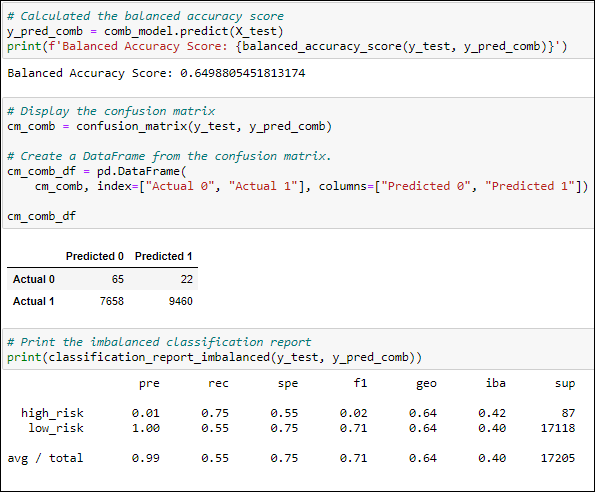 # Calculated the balanced accuracy score
y_pred_comb = comb_model.predict(X_test)
print(f'Balanced Accuracy Score: {balanced_accuracy_score(y_test, y_pred_comb)}')
Balanced Accuracy Score: 0.6498805451813174
# Display the confusion matrix
cm_comb = confusion_matrix(y_test, y_pred_comb)
# Create a DataFrame from the confusion matrix.
cm_comb_df = pd.DataFrame(
    cm_comb, index=["Actual 0", "Actual 1"], columns=["Predicted 0", "Predicted 1"])
cm_comb_df
Predicted 0 Predicted 1
Actual 0 65 22
Actual 1 7658 9460
# Print the imbalanced classification report
print(classification_report_imbalanced(y_test, y_pred_comb))
pre rec spe f1 geo iba sup
high_risk 0.01 0.75 0.55 0.02 0.64 0.42 87
low_risk 1.00 0.55 0.75 0.71 0.64 0.40 17118
avg / total 0.99 0.55 0.75 0.71 0.64 0.40 17205